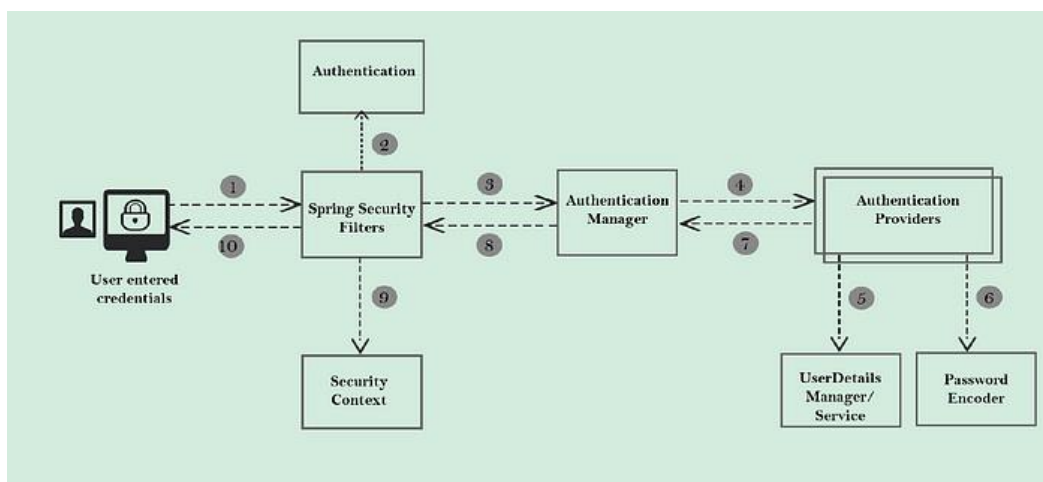 Authentication
2
1
3
4
Spring Security
Filters
Authentication
Manager
Authentication
Providers
10
8
7
User entered
credentials
9
5
6
Security
Context
UserDetails
Manager/
Service
Password
Encoder